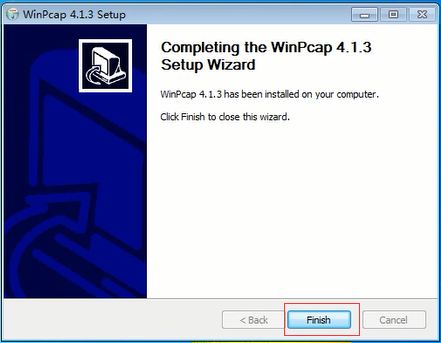 WinPcap 4.1.3 Setup
Completing the WinPcap 4.1.3
Setup Wizard
WinPcap 4.1.3 has been installed on your computer.
Click Finish to close this wizard.
< Back
Finish
Cancel